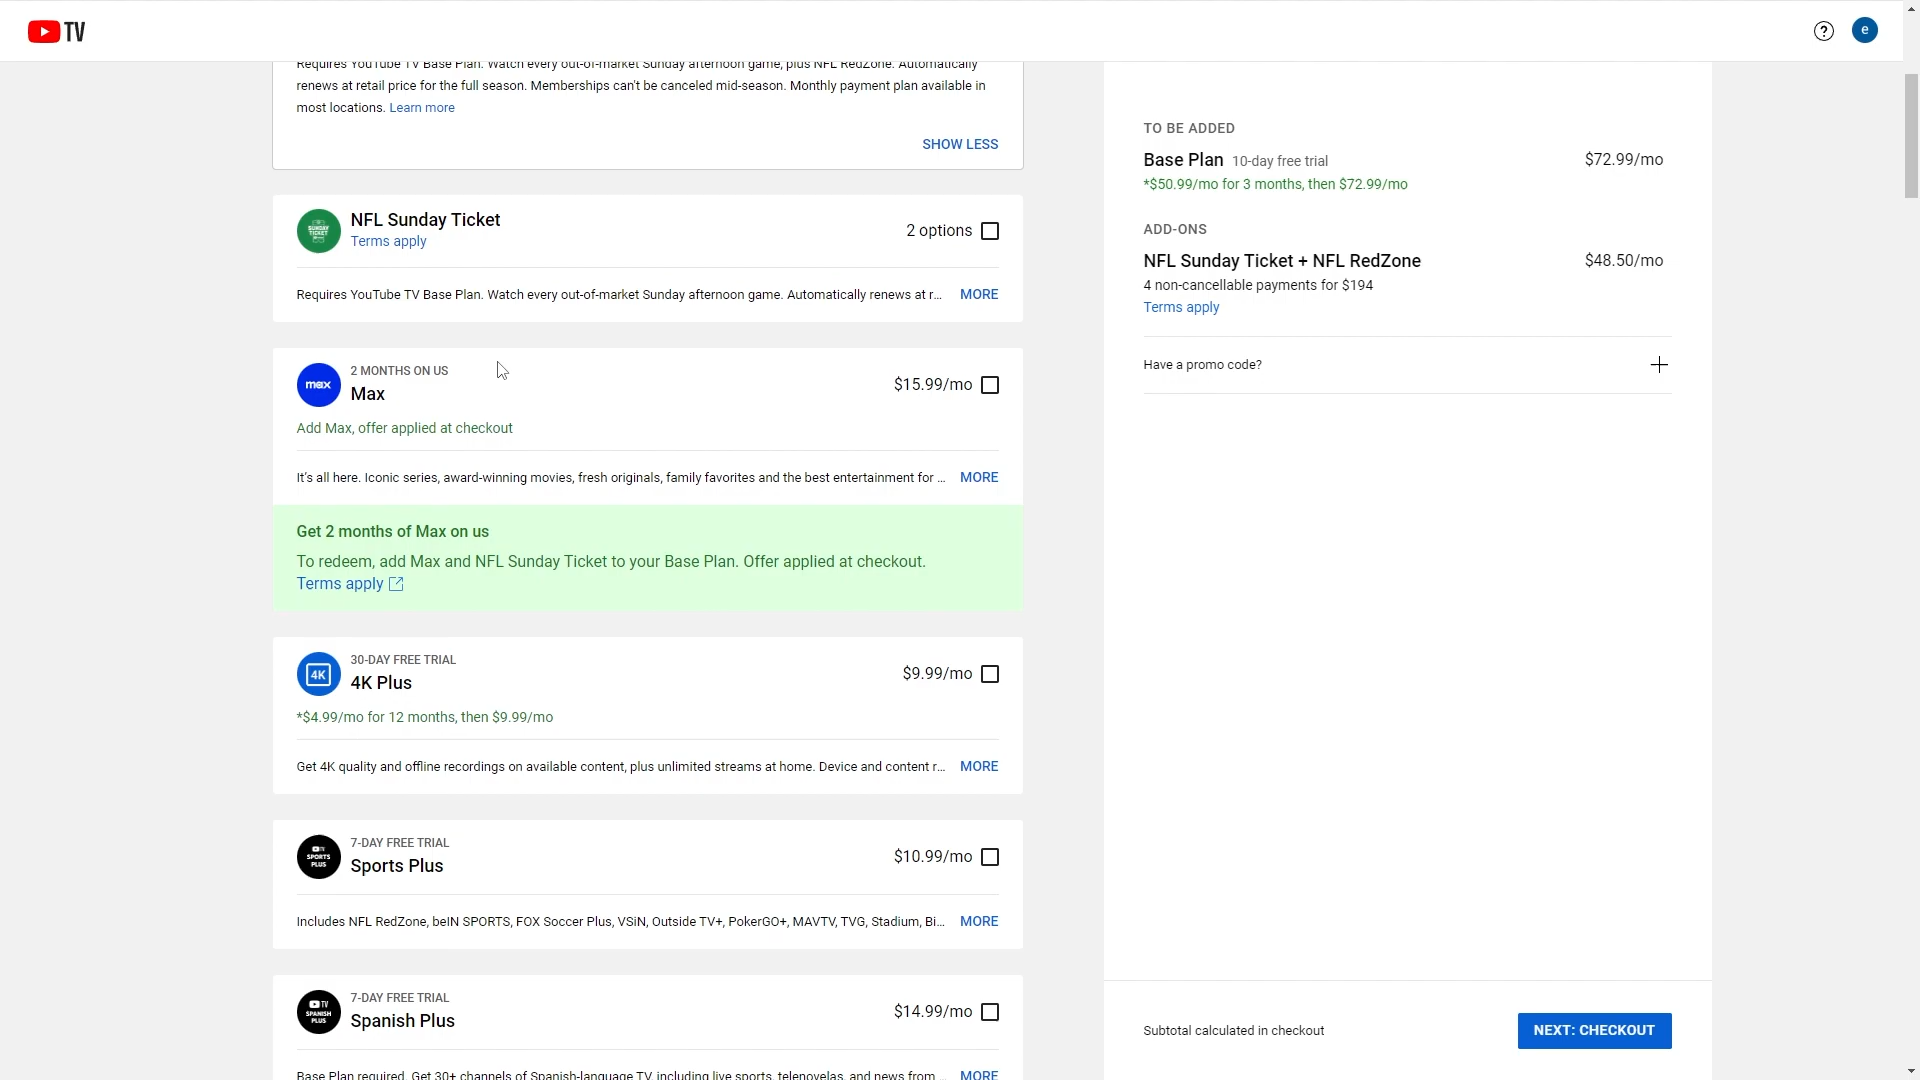 TV
?
e
Requires YouTube TV Base Plan. Watch every out-of-market Sunday afternoon game, plus NFL RedZone. Automatically
renews at retail price for the full season. Memberships can't be canceled mid-season. Monthly payment plan available in
most locations. Learn more
SHOW LESS
NFL Sunday Ticket
Terms apply
2 options
SUNDAY
TICKET
Requires YouTube TV Base Plan. Watch every out-of-market Sunday afternoon game. Automatically renews at r...
MORE
max
2 MONTHS ON US
Max
$15.99/mo
Add Max, offer applied at checkout
It's all here. Iconic series, award-winning movies, fresh originals, family favorites and the best entertainment for ...
MORE
Get 2 months of Max on us
To redeem, add Max and NFL Sunday Ticket to your Base Plan. Offer applied at checkout.
Terms apply
4K
30-DAY FREE TRIAL
4K Plus
$9.99/mo
*$4.99/mo for 12 months, then $9.99/mo
Get 4K quality and offline recordings on available content, plus unlimited streams at home. Device and content r...
MORE
TV
SPORTS
PLUS
7-DAY FREE TRIAL
Sports Plus
$10.99/mo
Includes NFL RedZone, beIN SPORTS, FOX Soccer Plus, VSiN, Outside TV+, PokerGO+, MAVTV, TVG, Stadium, Bi...
MORE
TV
SPANISH
PLUS
7-DAY FREE TRIAL
Spanish Plus
$14.99/mo
Base Plan required. Get 30+ channels of Spanish-language TV, including live sports, telenovelas, and news from ...
MORE
TO BE ADDED
Base Plan 10-day free trial
$72.99/mo
*$50.99/mo for 3 months, then $72.99/mo
ADD-ONS
NFL Sunday Ticket + NFL RedZone
$48.50/mo
4 non-cancellable payments for $194
Terms apply
Have a promo code?
Subtotal calculated in checkout
NEXT: CHECKOUT